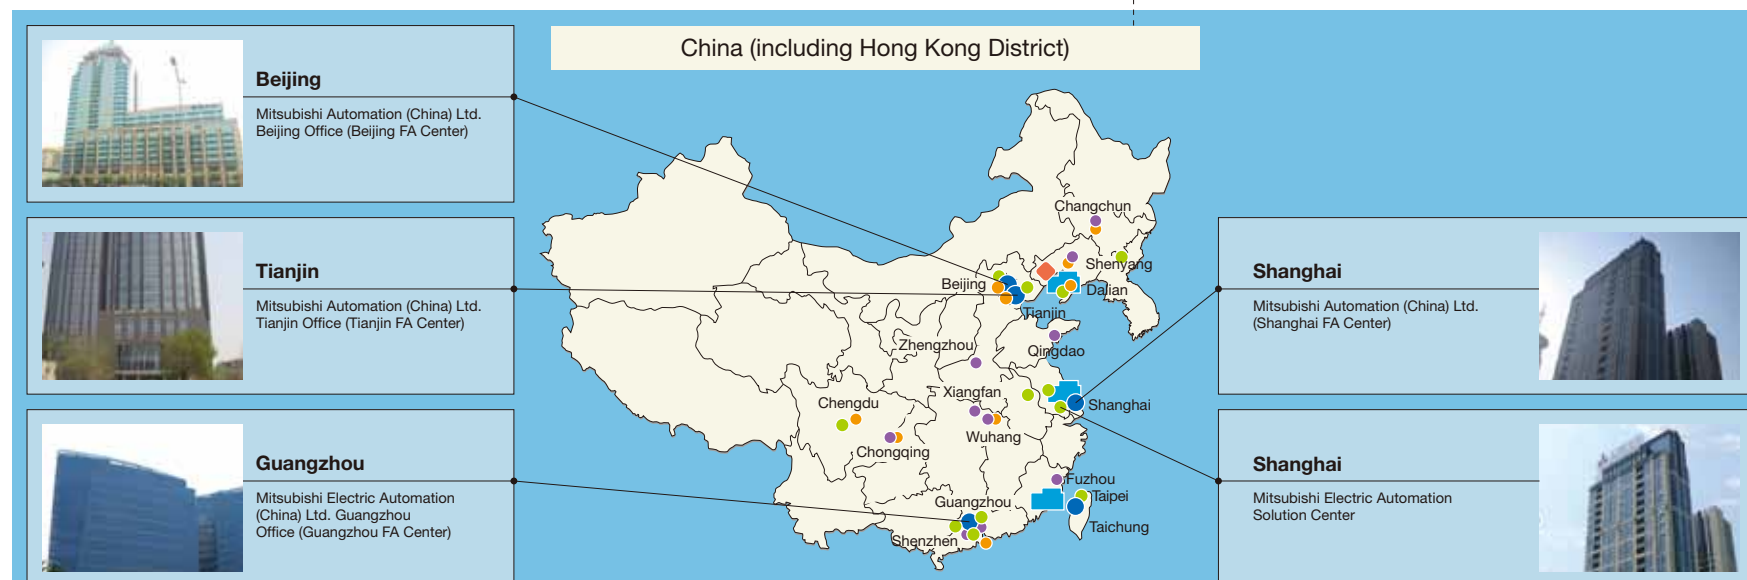 China (including Hong Kong District)
Beijing
Mitsubishi Automation (China) Ltd.
Beijing Office (Beijing FA Center)
Tianjin
Mitsubishi Automation (China) Ltd.
Tianjin Office (Tianjin FA Center)
Guangzhou
Mitsubishi Electric Automation
(China) Ltd. Guangzhou
Office (Guangzhou FA Center)
Changchun
Shenyang
Beijing
Dalian
Tianjin
Zhengzhou
Qingdao
Xiangfan
Chengdu
Shanghai
Wuhang
Chongqing
Fuzhou
Guangzhou
Taipei
Taichung
Shenzhen
Shanghai
Mitsubishi Automation (China) Ltd.
(Shanghai FA Center)
Shanghai
Mitsubishi Electric Automation
Solution Center